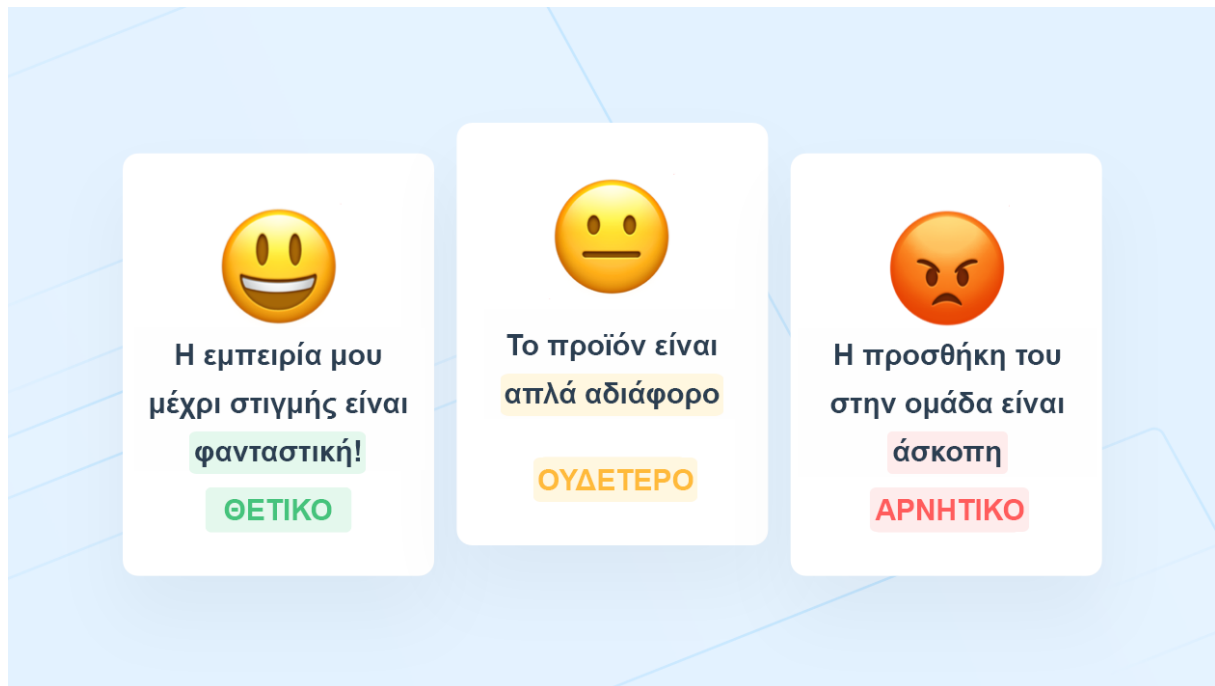 Η εμπειρία μου
μέχρι στιγμής είναι
φανταστική!
ΘΕΤΙΚΟ
Το προϊόν είναι
απλά αδιάφορο
ΟΥΔΕΤΕΡΟ
Η προσθήκη του
στην ομάδα είναι
άσκοπη
ΑΡΝΗΤΙΚΟ